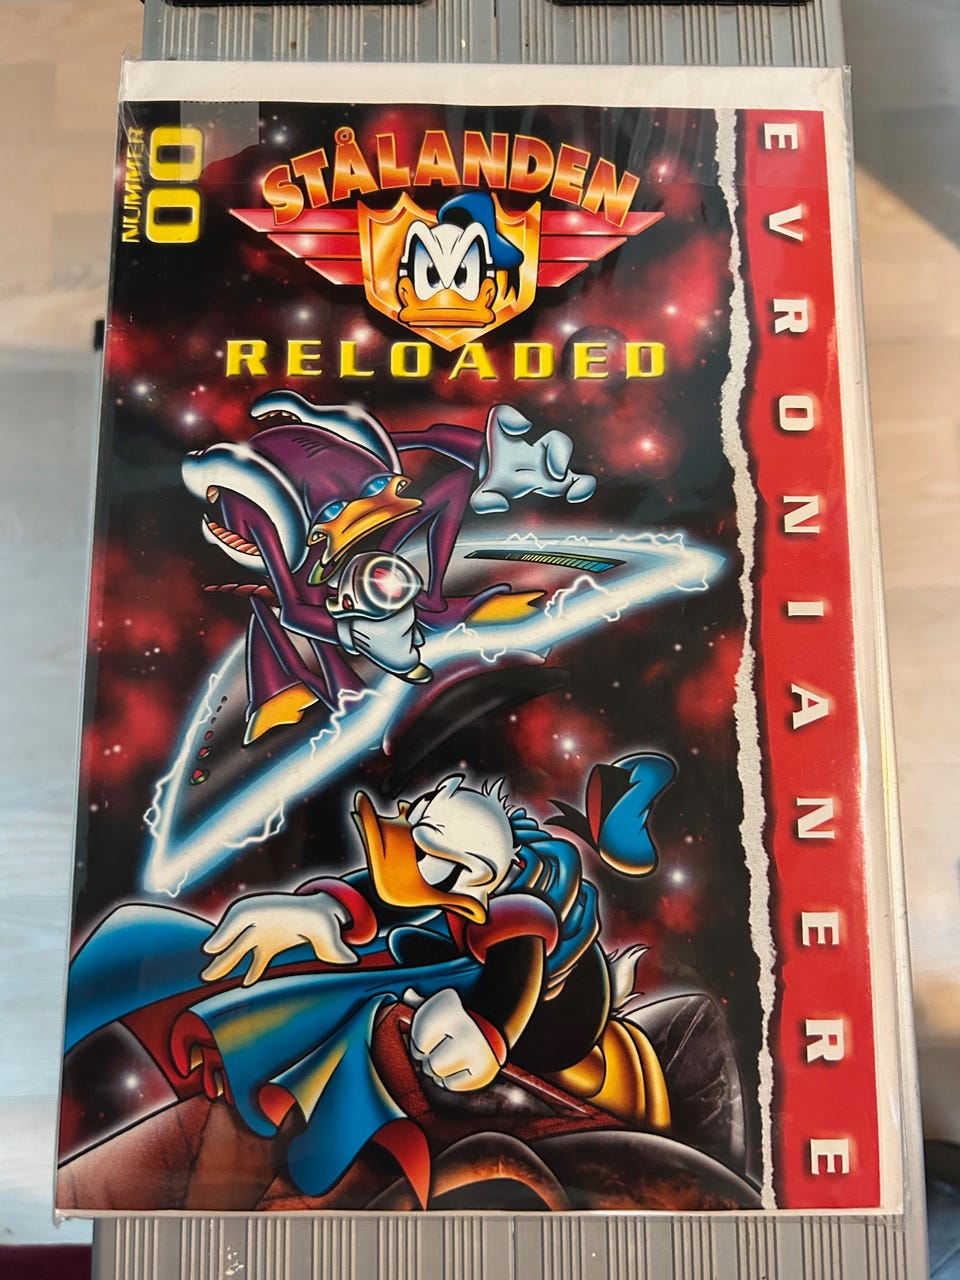 NUMMER
00
STÅLANDEN
RELOADED
EVRONIANERE